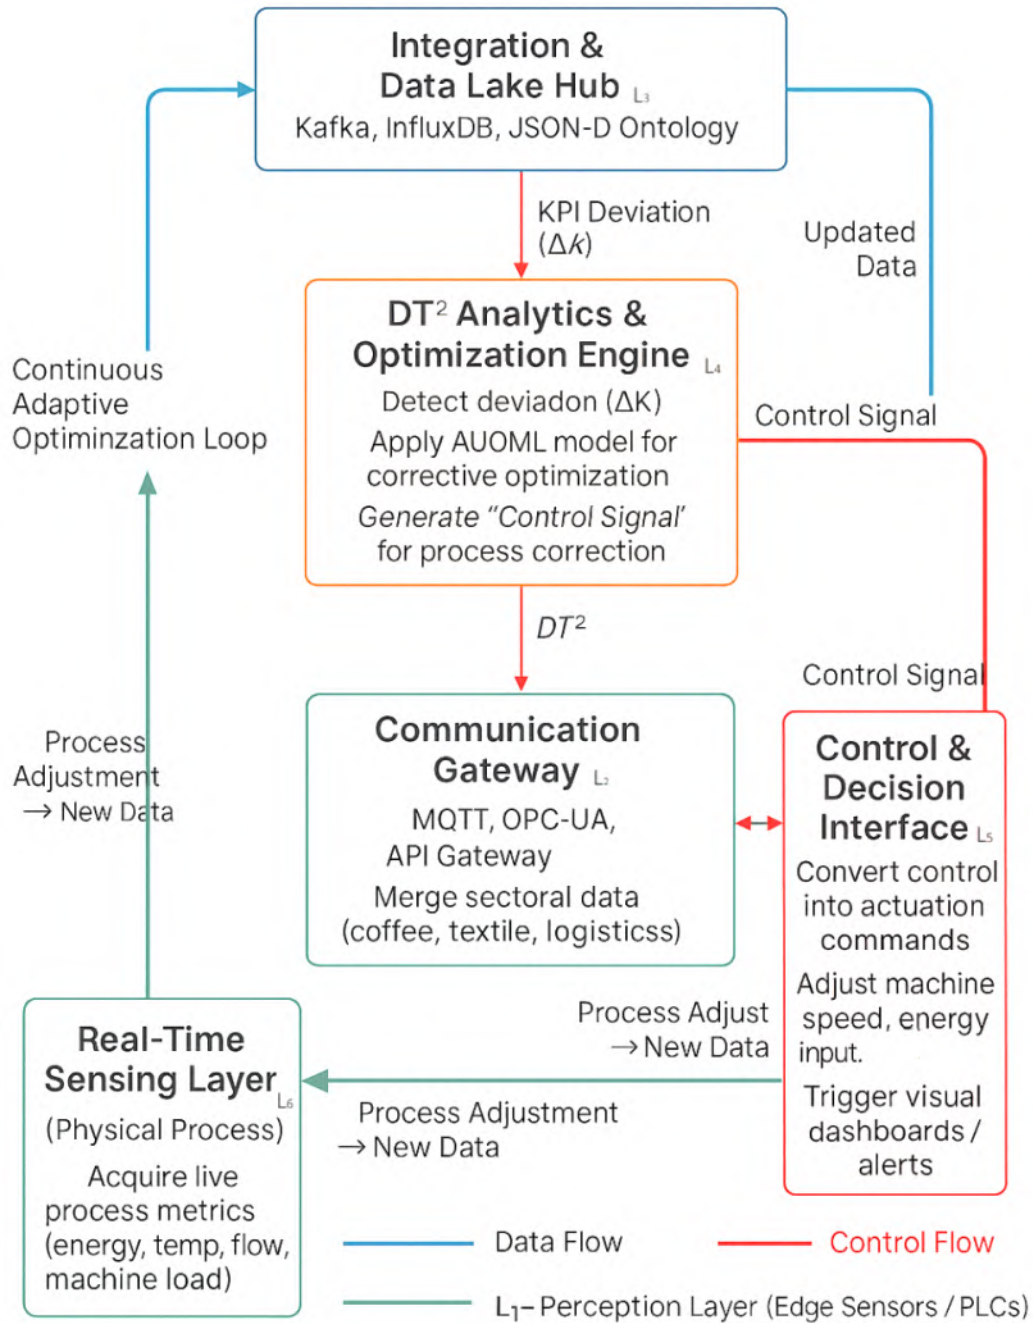 Integration &
Data Lake Hub L₃
Kafka, InfluxDB, JSON-D Ontology
KPI Deviation
(Δk)
Updated
Data
DT² Analytics &
Optimization Engine L₄
Detect deviadon (ΔK)
Apply AUOML model for
corrective optimization
Generate “Control Signal’
for process correction
Continuous
Adaptive
Optiminzation Loop
Control Signal
DT²
Control Signal
Communication
Gateway L₂
MQTT, OPC-UA,
API Gateway
Merge sectoral data
(coffee, textile, logisticss)
Control &
Decision
Interface L₅
Convert control
into actuation
commands
Adjust machine
speed, energy
input.
Trigger visual
dashboards /
alerts
Process
Adjustment
→ New Data
Process Adjust
→ New Data
Process Adjustment
→ New Data
Real-Time
Sensing Layer L₆
(Physical Process)
Acquire live
process metrics
(energy, temp, flow,
machine load)
Data Flow
Control Flow
L₁– Perception Layer (Edge Sensors / PLCs)